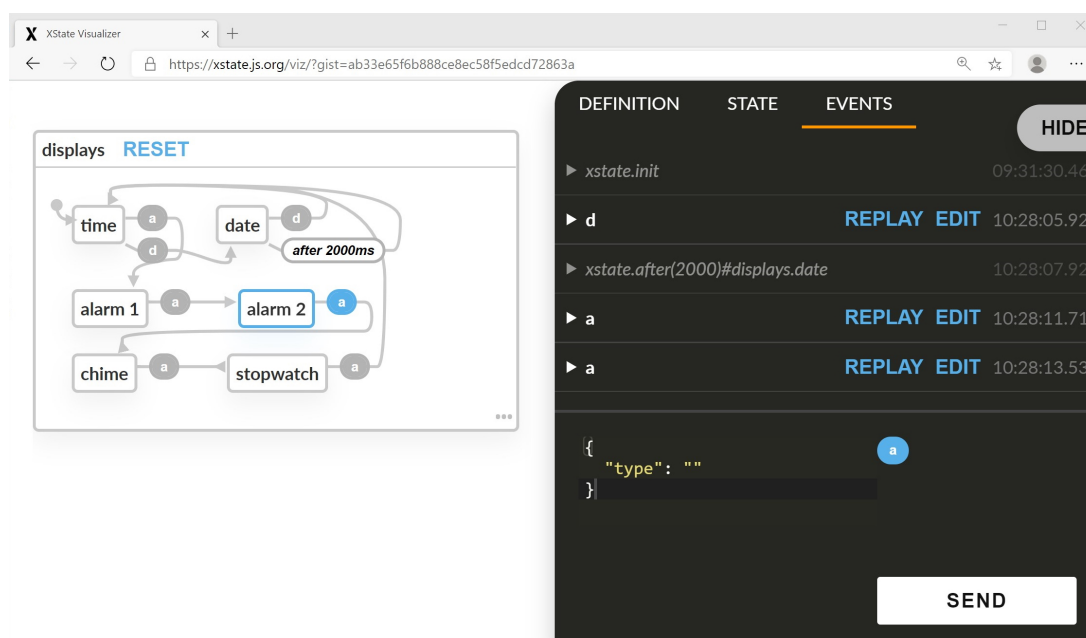 X XState Visualizer
https://xstate.js.org/viz/?gist=ab33e65f6b888ce8ec58f5edcd72863a
displays RESET
time a date d
d after 2000ms
alarm 1 a alarm 2 a
chime a stopwatch a
DEFINITION STATE EVENTS
HIDE
xstate.init 09:31:30.46
d REPLAY EDIT 10:28:05.92
xstate.after(2000)#displays.date 10:28:07.92
a REPLAY EDIT 10:28:11.71
a REPLAY EDIT 10:28:13.53
{ a
"type": ""
}
SEND